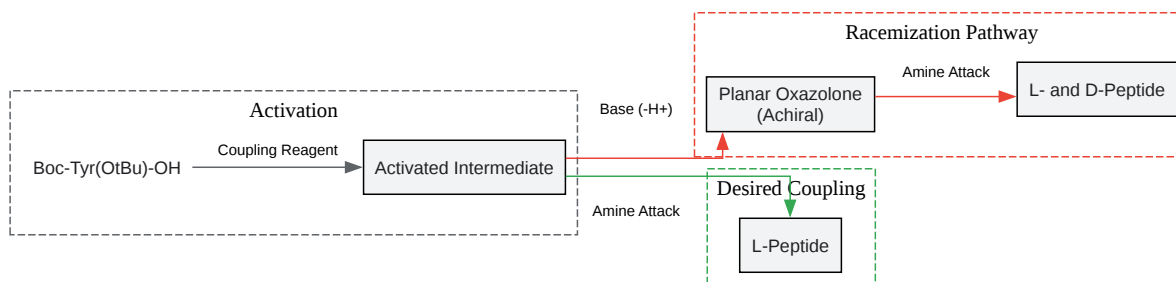 Activation
Boc-Tyr(OtBu)-OH
Coupling Reagent
Activated Intermediate
Base (-H+)
Amine Attack
Racemization Pathway
Planar Oxazolone
(Achiral)
Amine Attack
L- and D-Peptide
Desired Coupling
L-Peptide